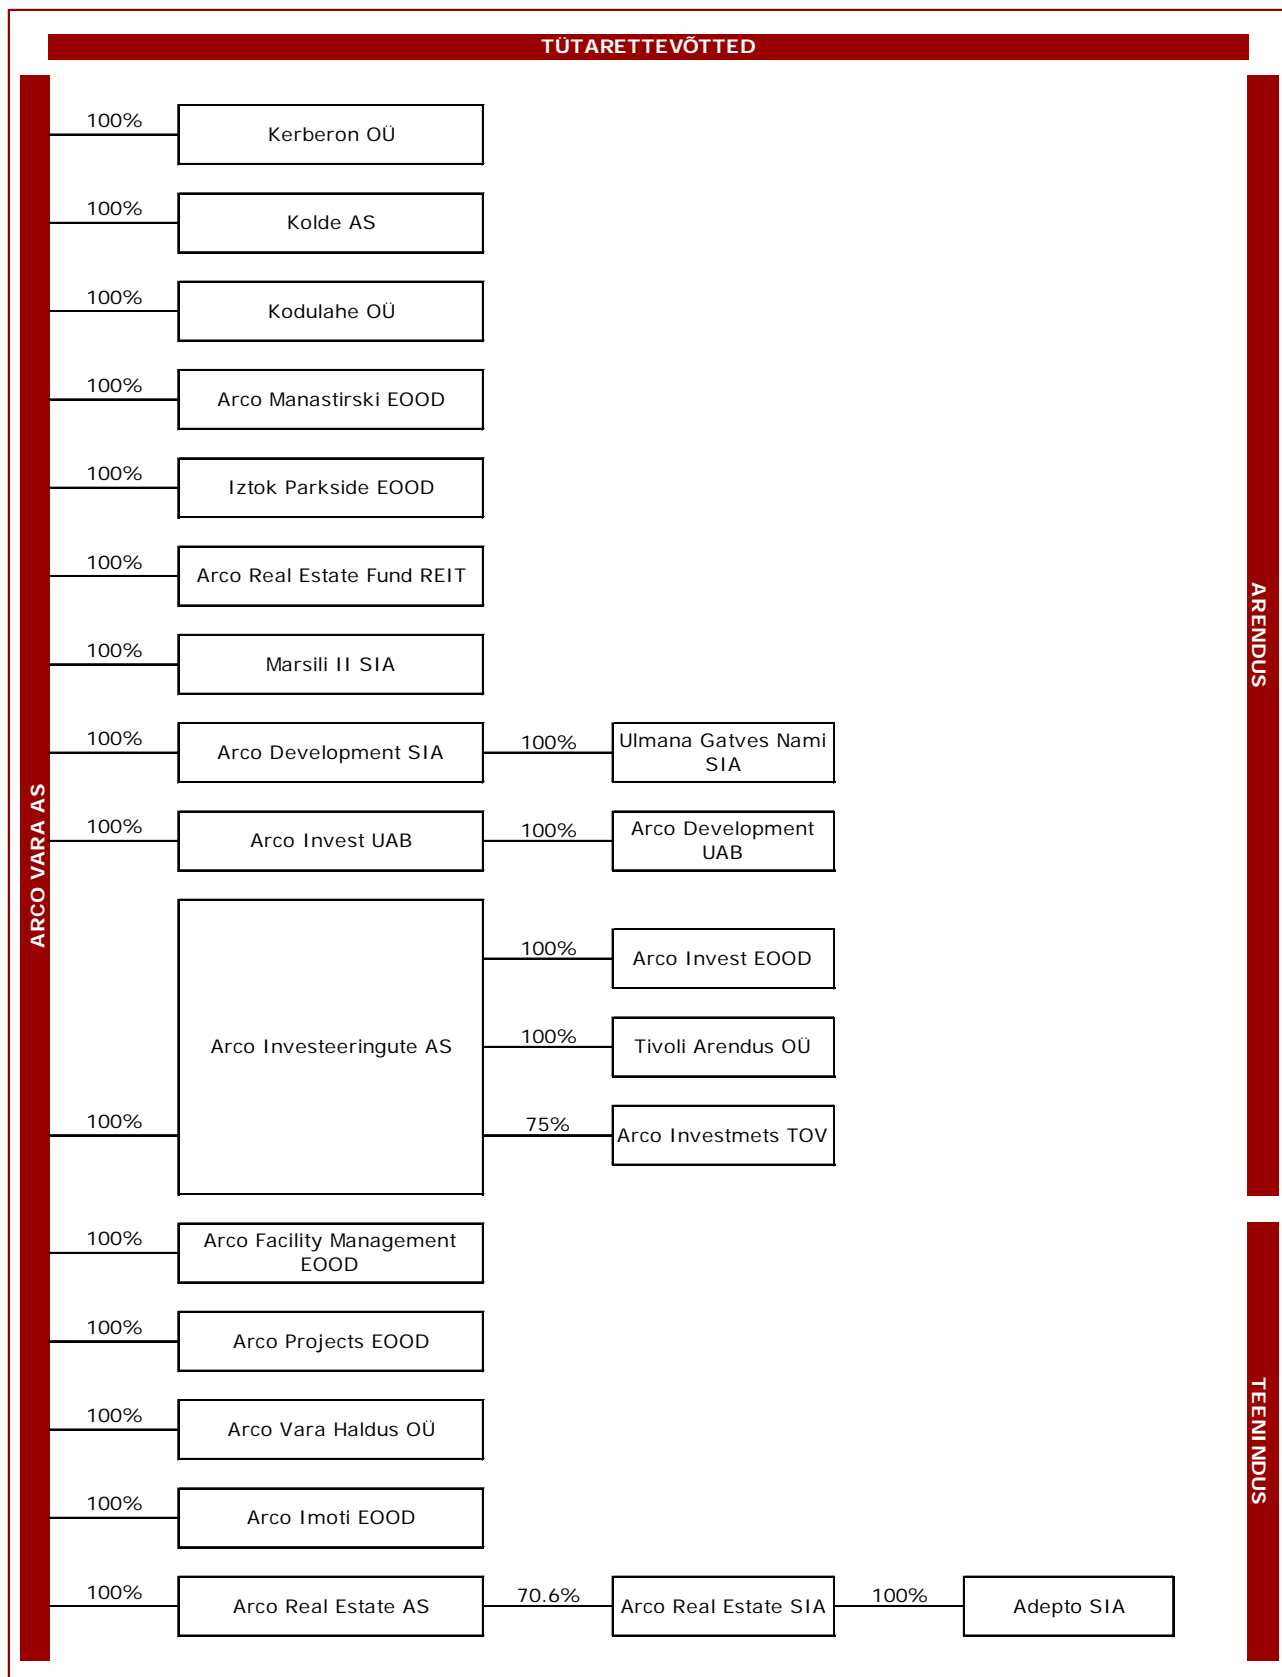 TÜTARETTEVÕTTED
ARCO VARA AS
ARENDUS
100%
Kerberon OÜ
100%
Kolde AS
100%
Kodulahe OÜ
100%
Arco Manastirski EOOD
100%
Iztok Parkside EOOD
100%
Arco Real Estate Fund REIT
100%
Marsili II SIA
100%
Arco Development SIA
100%
Ulmana Gatves Nami
SIA
100%
Arco Invest UAB
100%
Arco Development
UAB
100%
Arco Investeeringute AS
100%
Arco Invest EOOD
100%
Tivoli Arendus OÜ
75%
Arco Investmets TOV
TEENINDUS
100%
Arco Facility Management
EOOD
100%
Arco Projects EOOD
100%
Arco Vara Haldus OÜ
100%
Arco Imoti EOOD
100%
Arco Real Estate AS
70.6%
Arco Real Estate SIA
100%
Adepto SIA